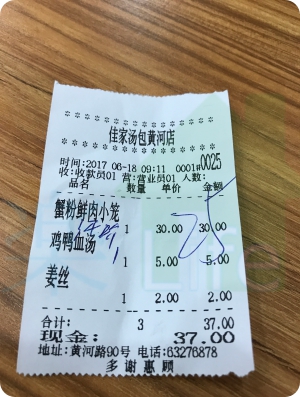 佳家汤包黄河店
时间:2017-06-18 09:11 0001#0025
收:收款员01 营:营业员01 人数:
品名 数量 单价 金额
蟹粉鲜肉小笼
1 30.00 30.00
鸡鸭血汤
1 5.00 5.00
姜丝
1 2.00 2.00
合计: 3 37.00
现金: 37.00
地址:黄河路90号 电话:63276878
多谢惠顾